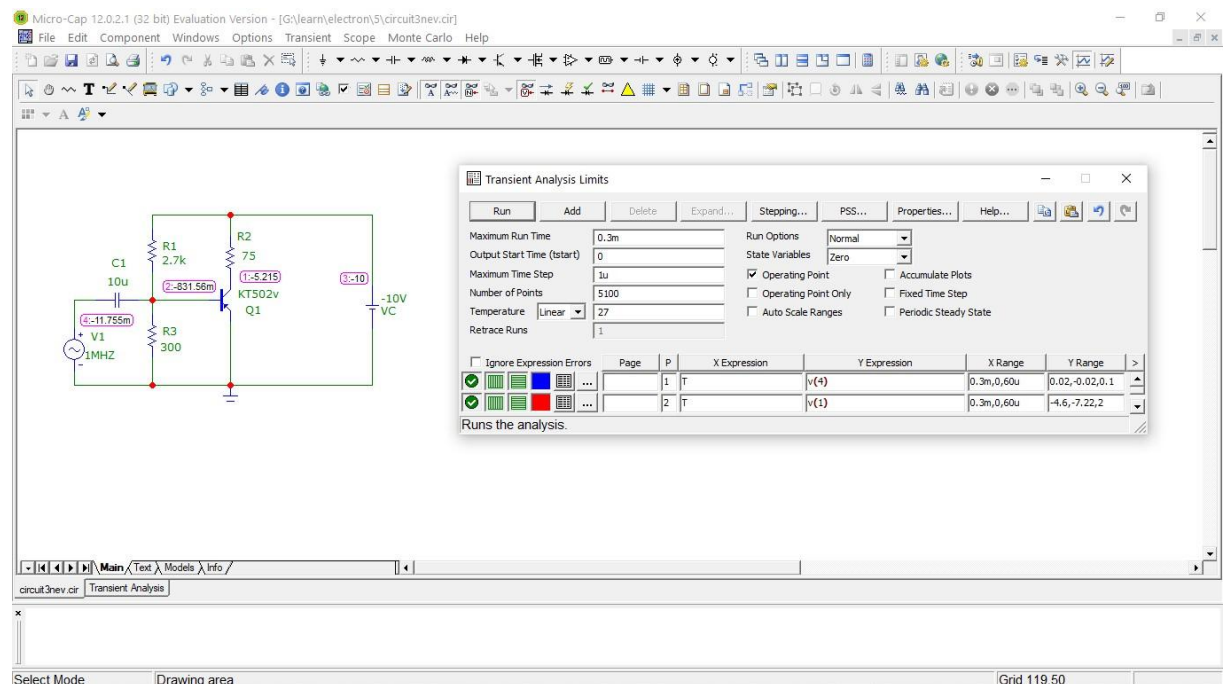 Micro-Cap 12.0.2.1 (32 bit) Evaluation Version - [G:\learn\electron\5\circuit3nev.cir]
File Edit Component Windows Options Transient Scope Monte Carlo Help
R1
2.7k
R2
75
C1
10u
2:-831.56m
1:-5.215
KT502v
Q1
3:-10
-10V
VC
4:-11.755m
V1
1MHZ
R3
300
Transient Analysis Limits
Run Add Delete Expand... Stepping... PSS... Properties... Help...
Maximum Run Time 0.3m Run Options Normal
Output Start Time (tstart) 0 State Variables Zero
Maximum Time Step 1u Operating Point Accumulate Plots
Number of Points 5100 Operating Point Only Fixed Time Step
Temperature Linear 27 Auto Scale Ranges Periodic Steady State
Retrace Runs 1
Ignore Expression Errors Page P X Expression Y Expression X Range Y Range >
... 1 T v(4) 0.3m,0,60u 0.02,-0.02,0.1
... 2 T v(1) 0.3m,0,60u -4.6,-7.22,2
Runs the analysis.
Main Text Models Info
circuit3nev.cir Transient Analysis
Select Mode Drawing area Grid 119,50